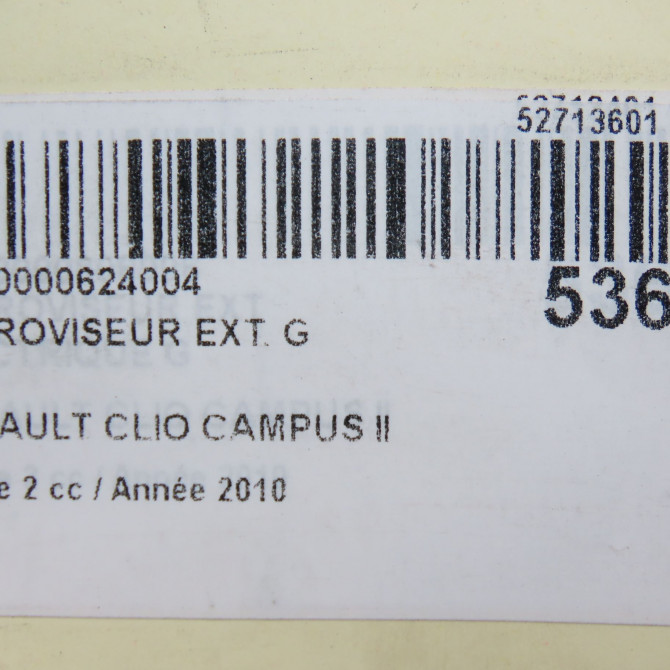 52713601
0000624004
536
ROVISEUR EXT. G
AULT CLIO CAMPUS II
e 2 cc / Année 2010